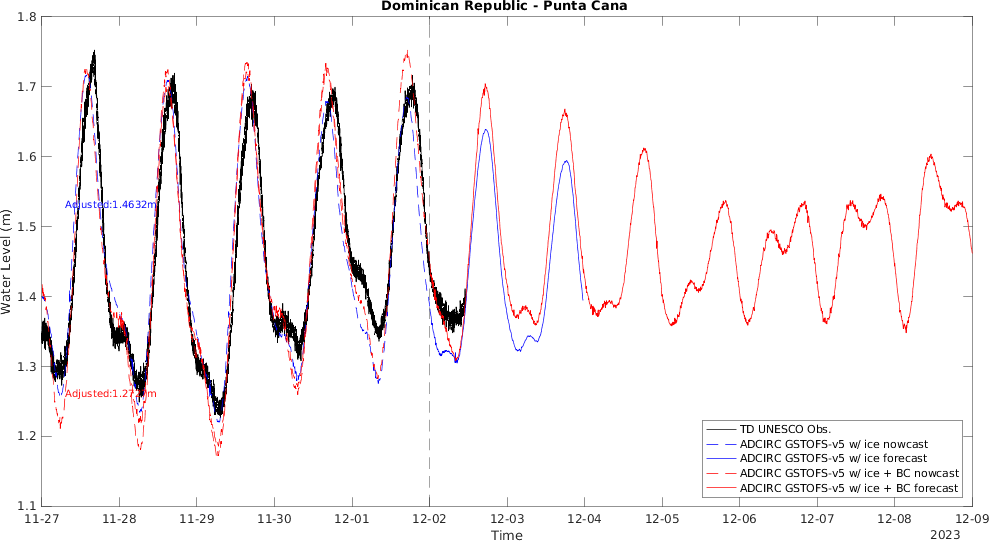 Dominican Republic - Punta Cana
Water Level (m)
1.8
1.7
1.6
1.5
1.4
1.3
1.2
1.1
Adjusted:1.4632m
TD UNESCO Obs.
ADCIRC GSTOFS-v5 w/ ice nowcast
ADCIRC GSTOFS-v5 w/ ice forecast
ADCIRC GSTOFS-v5 w/ ice + BC nowcast
ADCIRC GSTOFS-v5 w/ ice + BC forecast
11-27 11-28 11-29 11-30 12-01 12-02 12-03 12-04 12-05 12-06 12-07 12-08 12-09
Time
2023